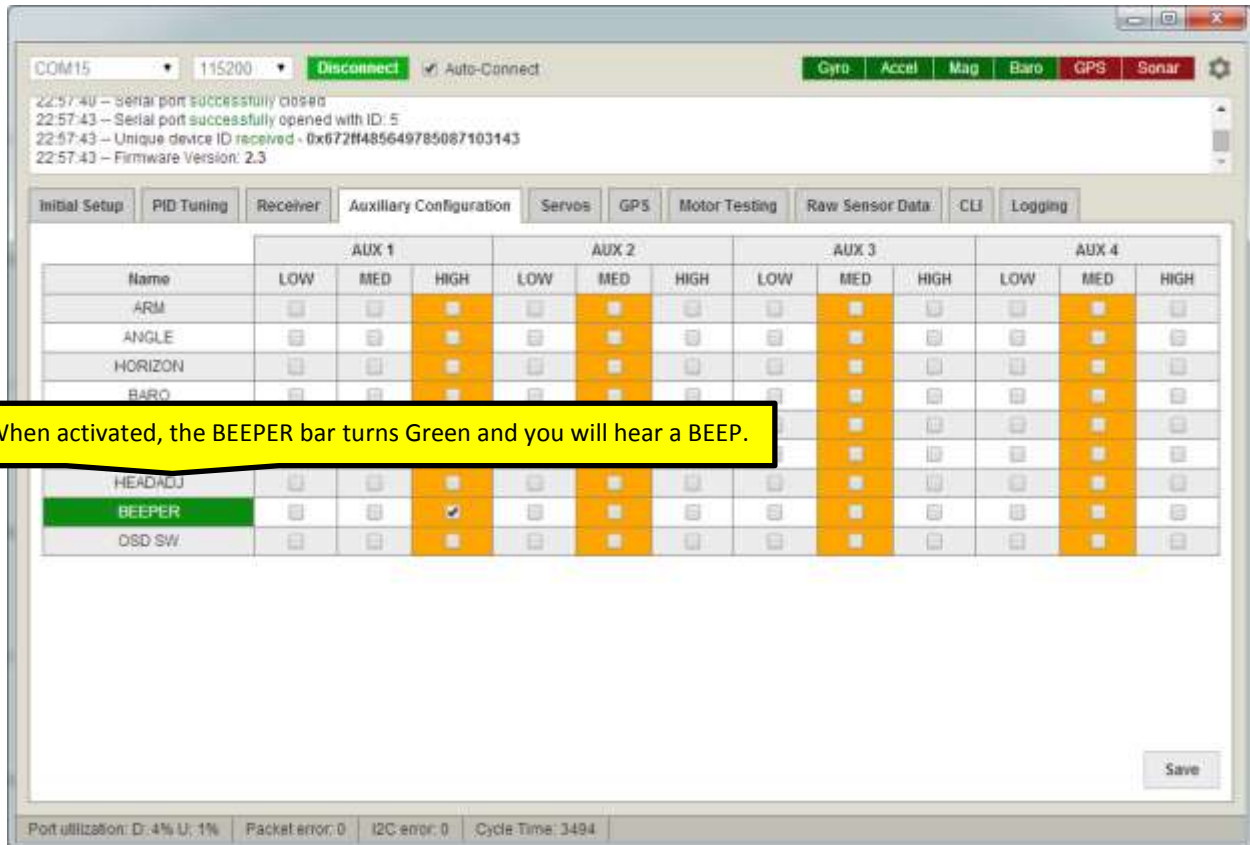 COM15 115200 Disconnect Auto-Connect Gyro Accel Mag Baro GPS Sonar
22:57:40 -- Serial port successfully closed
22:57:43 -- Serial port successfully opened with ID: 5
22:57:43 -- Unique device ID received - 0x672ff485649785087103143
22:57:43 -- Firmware Version: 2.3
Initial Setup PID Tuning Receiver Auxiliary Configuration Servos GPS Motor Testing Raw Sensor Data CLI Logging
AUX 1 AUX 2 AUX 3 AUX 4
Name LOW MED HIGH LOW MED HIGH LOW MED HIGH LOW MED HIGH
ARM
ANGLE
HORIZON
BARO
When activated, the BEEPER bar turns Green and you will hear a BEEP.
HEADADJ
BEEPER
OSD SW
Save
Port utilization: D: 4% U: 1% Packet error: 0 I2C error: 0 Cycle Time: 3494